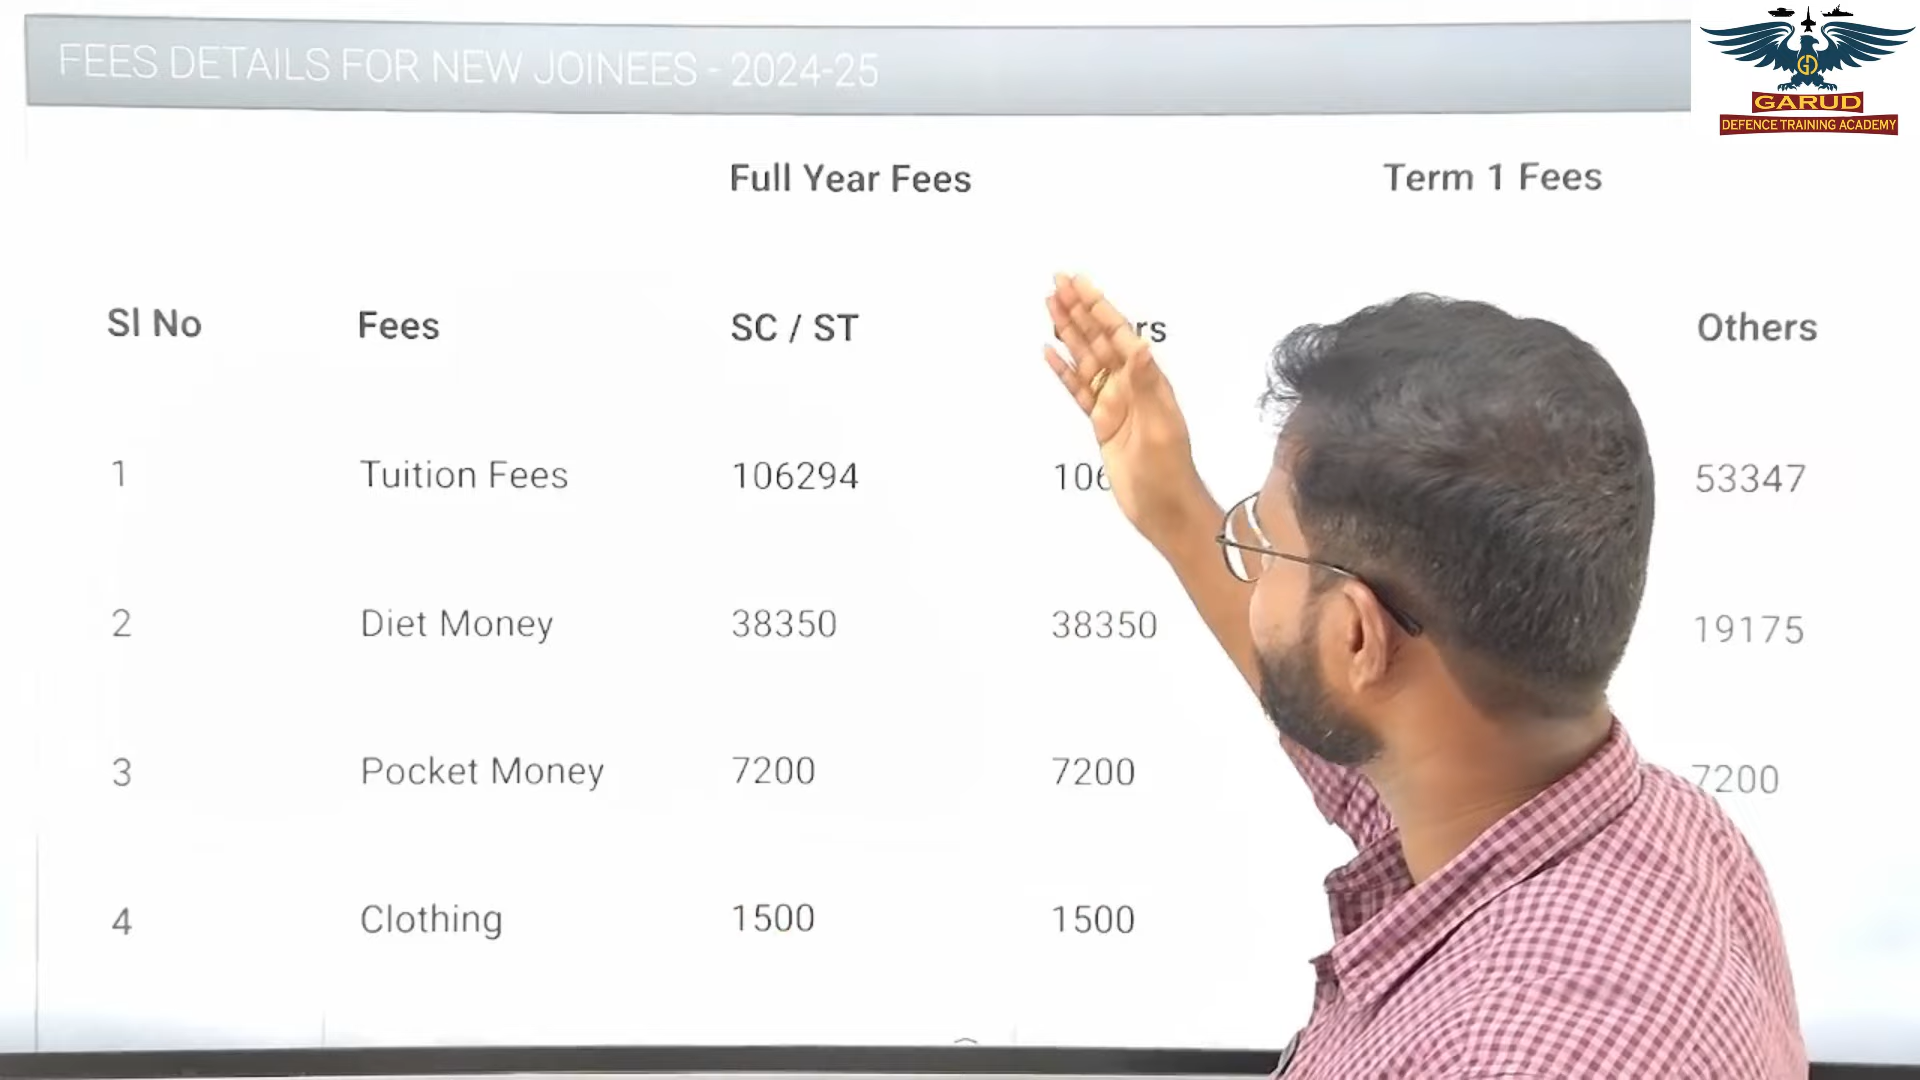 FEES DETAILS FOR NEW JOINEES - 2024-25
GARUD
DEFENCE TRAINING ACADEMY
Full Year Fees Term 1 Fees
Sl No Fees SC / ST Others
1 Tuition Fees 106294 53347
2 Diet Money 38350 38350 19175
3 Pocket Money 7200 7200 7200
4 Clothing 1500 1500